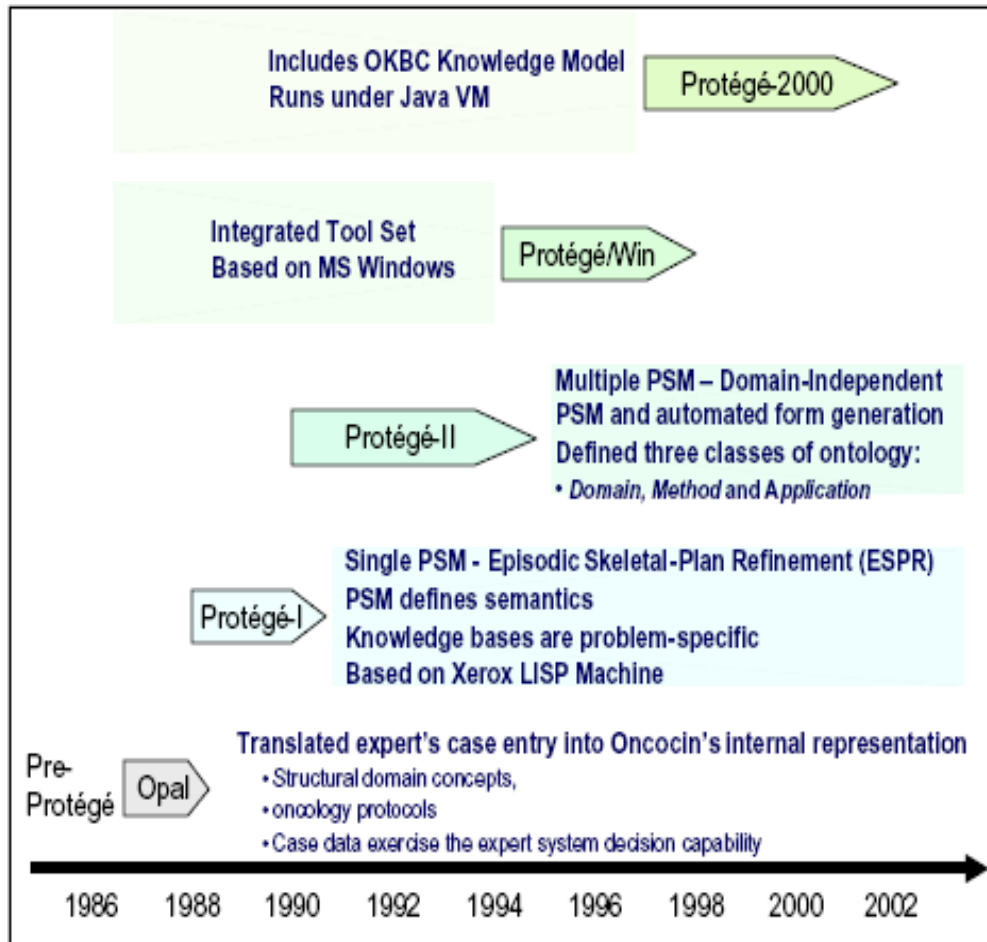 Includes OKBC Knowledge Model
Runs under Java VM
Protégé-2000
Integrated Tool Set
Based on MS Windows
Protégé/Win
Multiple PSM – Domain-Independent
PSM and automated form generation
Defined three classes of ontology:
• Domain, Method and Application
Protégé-II
Single PSM - Episodic Skeletal-Plan Refinement (ESPR)
PSM defines semantics
Knowledge bases are problem-specific
Based on Xerox LISP Machine
Protégé-I
Pre-
Protégé
Opal
Translated expert's case entry into Oncocin's internal representation
• Structural domain concepts,
• oncology protocols
• Case data exercise the expert system decision capability
1986 1988 1990 1992 1994 1996 1998 2000 2002